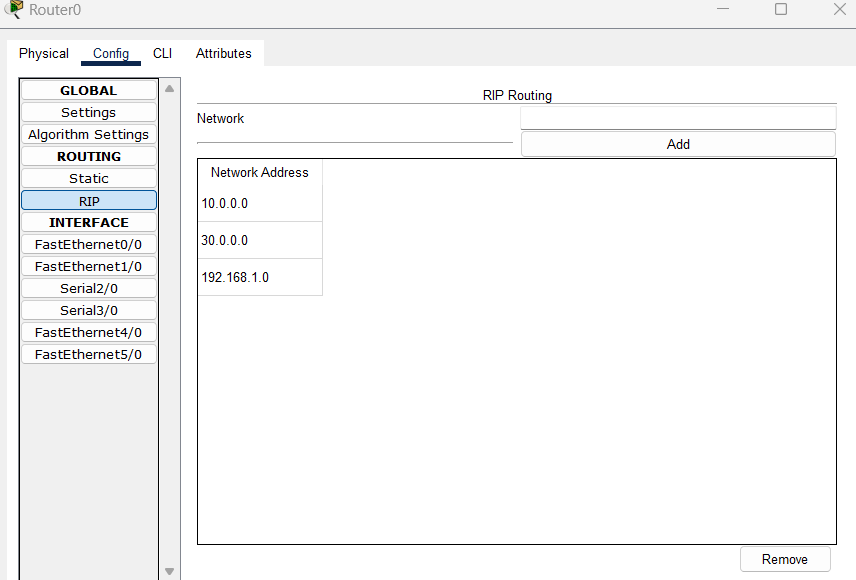 Router0
Physical Config CLI Attributes
GLOBAL
Settings
Algorithm Settings
ROUTING
Static
RIP
INTERFACE
FastEthernet0/0
FastEthernet1/0
Serial2/0
Serial3/0
FastEthernet4/0
FastEthernet5/0
RIP Routing
Network
Add
Network Address
10.0.0.0
30.0.0.0
192.168.1.0
Remove